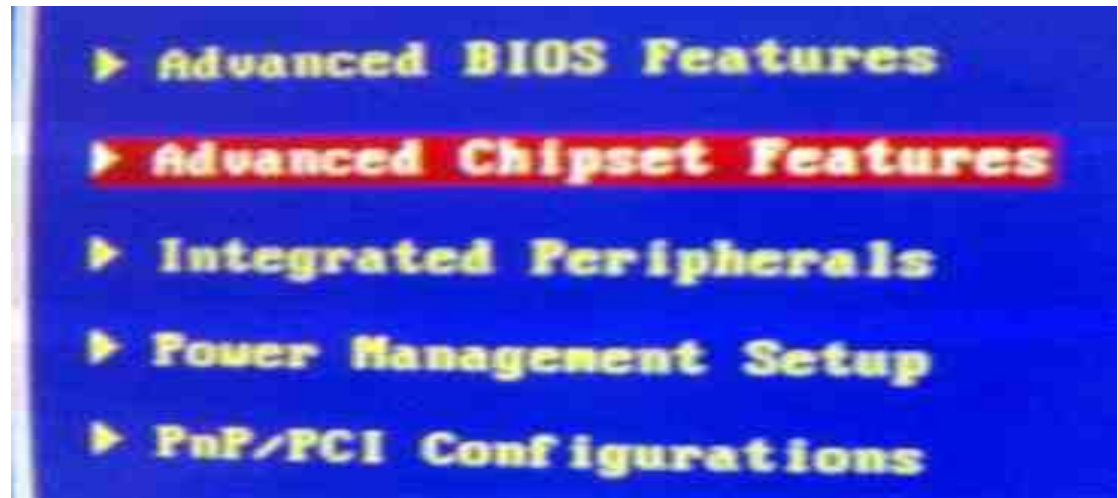 Advanced BIOS Features
Advanced Chipset Features
Integrated Peripherals
Power Management Setup
PnP/PCI Configurations